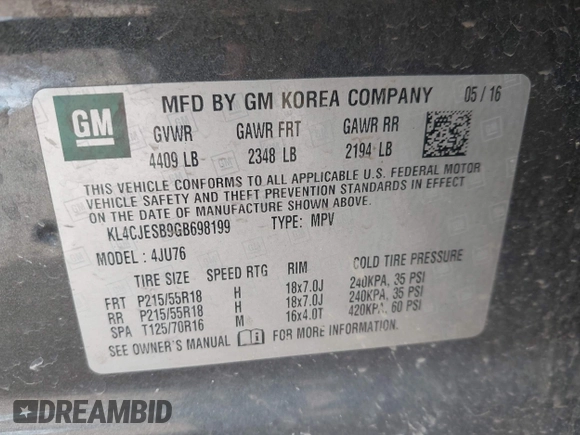 GM
MFD BY GM KOREA COMPANY 05 / 16
GVWR GAWR FRT GAWR RR
4409 LB 2348 LB 2194 LB
THIS VEHICLE CONFORMS TO ALL APPLICABLE U.S. FEDERAL MOTOR
VEHICLE SAFETY AND THEFT PREVENTION STANDARDS IN EFFECT
ON THE DATE OF MANUFACTURE SHOWN ABOVE.
KL4CJESB9GB698199 TYPE: MPV
MODEL : 4JU76
TIRE SIZE SPEED RTG RIM COLD TIRE PRESSURE
FRT P215/55R18 H 18x7.0J 240KPA, 35 PSI
RR P215/55R18 H 18x7.0J 240KPA, 35 PSI
SPA T125/70R16 M 16x4.0T 420KPA, 60 PSI
SEE OWNER'S MANUAL FOR MORE INFORMATION.
DREAMBID